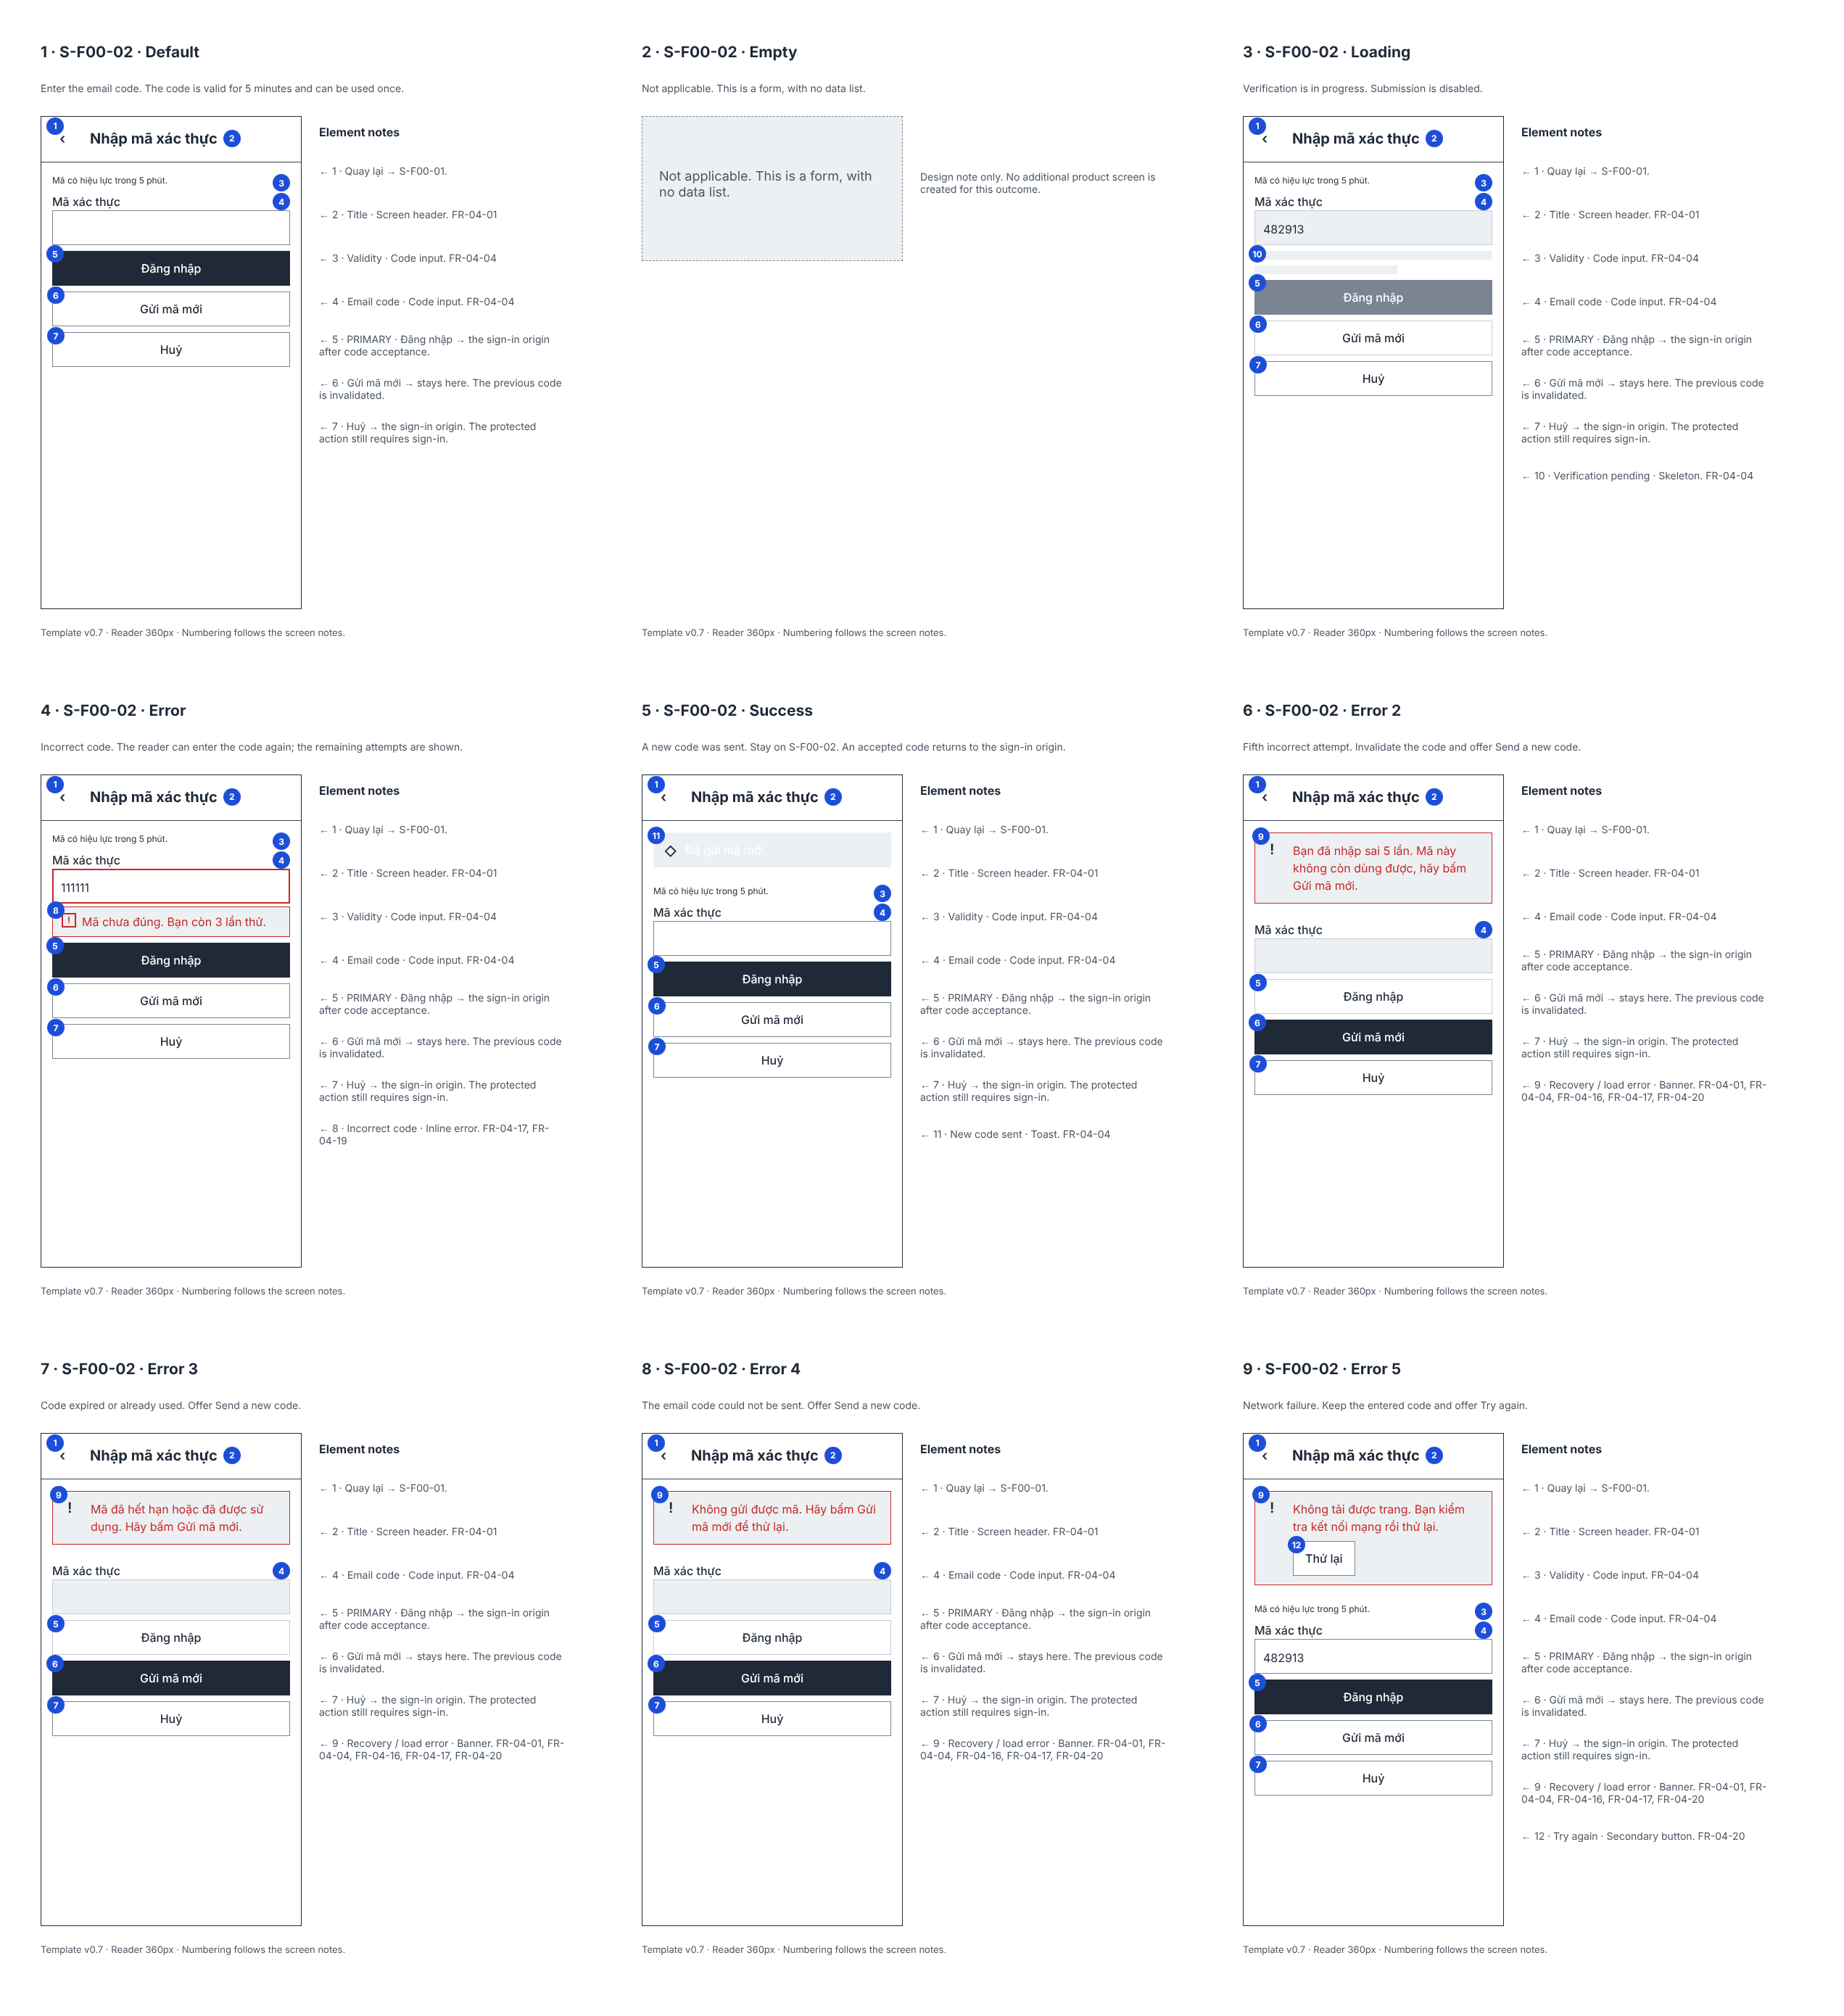 1 · S-F00-02 · Default
Enter the email code. The code is valid for 5 minutes and can be used once.
1
‹
Nhập mã xác thực
2
Mã có hiệu lực trong 5 phút.
3
Mã xác thực
4
5
Đăng nhập
6
Gửi mã mới
7
Huỷ
Element notes
← 1 · Quay lại → S-F00-01.
← 2 · Title · Screen header. FR-04-01
← 3 · Validity · Code input. FR-04-04
← 4 · Email code · Code input. FR-04-04
← 5 · PRIMARY · Đăng nhập → the sign-in origin
after code acceptance.
← 6 · Gửi mã mới → stays here. The previous code
is invalidated.
← 7 · Huỷ → the sign-in origin. The protected
action still requires sign-in.
Template v0.7 · Reader 360px · Numbering follows the screen notes.
2 · S-F00-02 · Empty
Not applicable. This is a form, with no data list.
Not applicable. This is a form, with
no data list.
Design note only. No additional product screen is
created for this outcome.
Template v0.7 · Reader 360px · Numbering follows the screen notes.
3 · S-F00-02 · Loading
Verification is in progress. Submission is disabled.
1
‹
Nhập mã xác thực
2
Mã có hiệu lực trong 5 phút.
3
Mã xác thực
4
482913
10
5
Đăng nhập
6
Gửi mã mới
7
Huỷ
Element notes
← 1 · Quay lại → S-F00-01.
← 2 · Title · Screen header. FR-04-01
← 3 · Validity · Code input. FR-04-04
← 4 · Email code · Code input. FR-04-04
← 5 · PRIMARY · Đăng nhập → the sign-in origin
after code acceptance.
← 6 · Gửi mã mới → stays here. The previous code
is invalidated.
← 7 · Huỷ → the sign-in origin. The protected
action still requires sign-in.
← 10 · Verification pending · Skeleton. FR-04-04
Template v0.7 · Reader 360px · Numbering follows the screen notes.
4 · S-F00-02 · Error
Incorrect code. The reader can enter the code again; the remaining attempts are shown.
1
‹
Nhập mã xác thực
2
Mã có hiệu lực trong 5 phút.
3
Mã xác thực
4
111111
8
! Mã chưa đúng. Bạn còn 3 lần thử.
5
Đăng nhập
6
Gửi mã mới
7
Huỷ
Element notes
← 1 · Quay lại → S-F00-01.
← 2 · Title · Screen header. FR-04-01
← 3 · Validity · Code input. FR-04-04
← 4 · Email code · Code input. FR-04-04
← 5 · PRIMARY · Đăng nhập → the sign-in origin
after code acceptance.
← 6 · Gửi mã mới → stays here. The previous code
is invalidated.
← 7 · Huỷ → the sign-in origin. The protected
action still requires sign-in.
← 8 · Incorrect code · Inline error. FR-04-17, FR-
04-19
Template v0.7 · Reader 360px · Numbering follows the screen notes.
5 · S-F00-02 · Success
A new code was sent. Stay on S-F00-02. An accepted code returns to the sign-in origin.
1
‹
Nhập mã xác thực
2
11
Đã gửi mã mới.
Mã có hiệu lực trong 5 phút.
3
Mã xác thực
4
5
Đăng nhập
6
Gửi mã mới
7
Huỷ
Element notes
← 1 · Quay lại → S-F00-01.
← 2 · Title · Screen header. FR-04-01
← 3 · Validity · Code input. FR-04-04
← 4 · Email code · Code input. FR-04-04
← 5 · PRIMARY · Đăng nhập → the sign-in origin
after code acceptance.
← 6 · Gửi mã mới → stays here. The previous code
is invalidated.
← 7 · Huỷ → the sign-in origin. The protected
action still requires sign-in.
← 11 · New code sent · Toast. FR-04-04
Template v0.7 · Reader 360px · Numbering follows the screen notes.
6 · S-F00-02 · Error 2
Fifth incorrect attempt. Invalidate the code and offer Send a new code.
1
‹
Nhập mã xác thực
2
9
! Bạn đã nhập sai 5 lần. Mã này
không còn dùng được, hãy bấm
Gửi mã mới.
Mã xác thực
4
5
Đăng nhập
6
Gửi mã mới
7
Huỷ
Element notes
← 1 · Quay lại → S-F00-01.
← 2 · Title · Screen header. FR-04-01
← 4 · Email code · Code input. FR-04-04
← 5 · PRIMARY · Đăng nhập → the sign-in origin
after code acceptance.
← 6 · Gửi mã mới → stays here. The previous code
is invalidated.
← 7 · Huỷ → the sign-in origin. The protected
action still requires sign-in.
← 9 · Recovery / load error · Banner. FR-04-01, FR-
04-04, FR-04-16, FR-04-17, FR-04-20
Template v0.7 · Reader 360px · Numbering follows the screen notes.
7 · S-F00-02 · Error 3
Code expired or already used. Offer Send a new code.
1
‹
Nhập mã xác thực
2
9
! Mã đã hết hạn hoặc đã được sử
dụng. Hãy bấm Gửi mã mới.
Mã xác thực
4
5
Đăng nhập
6
Gửi mã mới
7
Huỷ
Element notes
← 1 · Quay lại → S-F00-01.
← 2 · Title · Screen header. FR-04-01
← 4 · Email code · Code input. FR-04-04
← 5 · PRIMARY · Đăng nhập → the sign-in origin
after code acceptance.
← 6 · Gửi mã mới → stays here. The previous code
is invalidated.
← 7 · Huỷ → the sign-in origin. The protected
action still requires sign-in.
← 9 · Recovery / load error · Banner. FR-04-01, FR-
04-04, FR-04-16, FR-04-17, FR-04-20
Template v0.7 · Reader 360px · Numbering follows the screen notes.
8 · S-F00-02 · Error 4
The email code could not be sent. Offer Send a new code.
1
‹
Nhập mã xác thực
2
9
! Không gửi được mã. Hãy bấm Gửi
mã mới để thử lại.
Mã xác thực
4
5
Đăng nhập
6
Gửi mã mới
7
Huỷ
Element notes
← 1 · Quay lại → S-F00-01.
← 2 · Title · Screen header. FR-04-01
← 4 · Email code · Code input. FR-04-04
← 5 · PRIMARY · Đăng nhập → the sign-in origin
after code acceptance.
← 6 · Gửi mã mới → stays here. The previous code
is invalidated.
← 7 · Huỷ → the sign-in origin. The protected
action still requires sign-in.
← 9 · Recovery / load error · Banner. FR-04-01, FR-
04-04, FR-04-16, FR-04-17, FR-04-20
Template v0.7 · Reader 360px · Numbering follows the screen notes.
9 · S-F00-02 · Error 5
Network failure. Keep the entered code and offer Try again.
1
‹
Nhập mã xác thực
2
9
! Không tải được trang. Bạn kiểm
tra kết nối mạng rồi thử lại.
12
Thử lại
Mã có hiệu lực trong 5 phút.
3
Mã xác thực
4
482913
5
Đăng nhập
6
Gửi mã mới
7
Huỷ
Element notes
← 1 · Quay lại → S-F00-01.
← 2 · Title · Screen header. FR-04-01
← 3 · Validity · Code input. FR-04-04
← 4 · Email code · Code input. FR-04-04
← 5 · PRIMARY · Đăng nhập → the sign-in origin
after code acceptance.
← 6 · Gửi mã mới → stays here. The previous code
is invalidated.
← 7 · Huỷ → the sign-in origin. The protected
action still requires sign-in.
← 9 · Recovery / load error · Banner. FR-04-01, FR-
04-04, FR-04-16, FR-04-17, FR-04-20
← 12 · Try again · Secondary button. FR-04-20
Template v0.7 · Reader 360px · Numbering follows the screen notes.